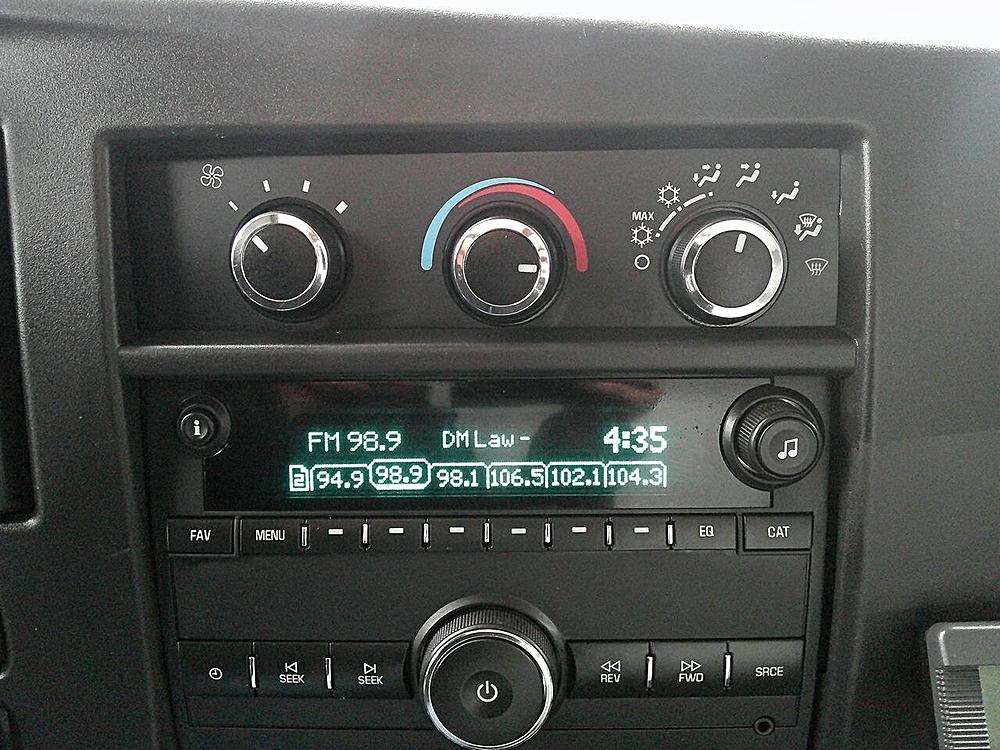 MAX
FM 98.9 DM Law- 4:35
2 94.9 98.9 98.1 106.5 102.1 104.3
i
FAV MENU EQ CAT
SEEK SEEK REV FWD SRCE